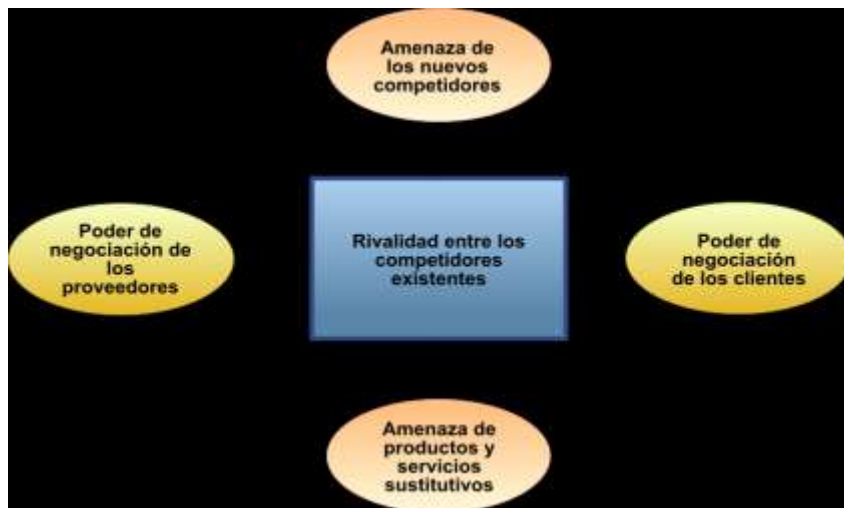 Amenaza de
los nuevos
competidores
Poder de
negociación de
los
proveedores
Rivalidad entre los
competidores
existentes
Poder de
negociación
de los clientes
Amenaza de
productos y
servicios
sustitutivos